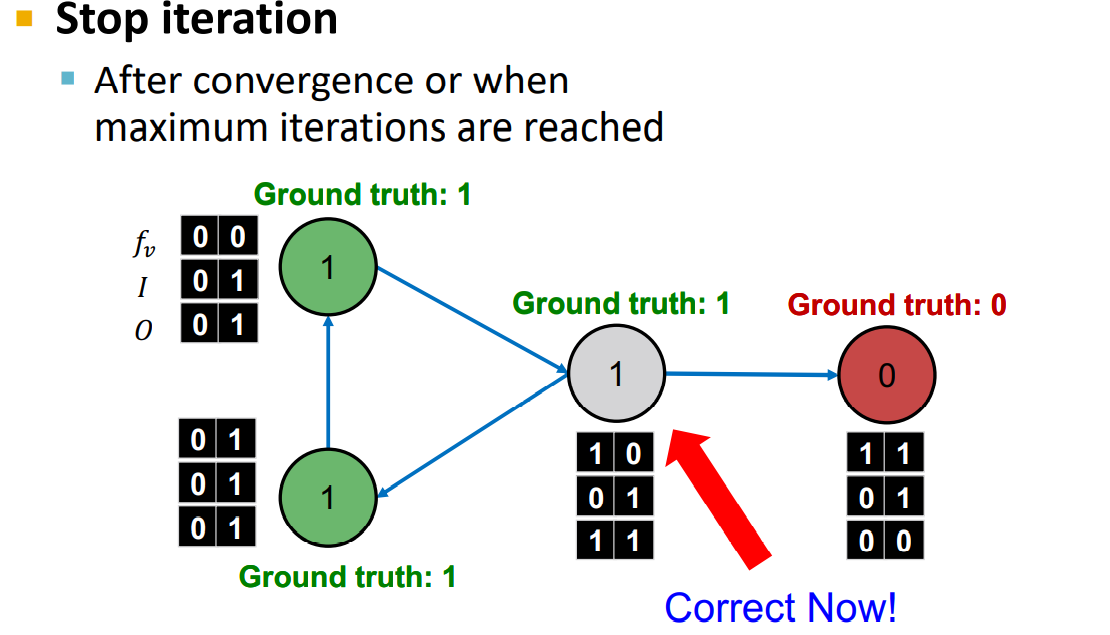 Stop iteration
After convergence or when
maximum iterations are reached
Ground truth: 1
f_v 0 0
I 0 1
O 0 1
1
Ground truth: 1
1
1 0
0 1
1 1
Ground truth: 0
0
1 1
0 1
0 0
0 1
0 1
0 1
1
Ground truth: 1
Correct Now!